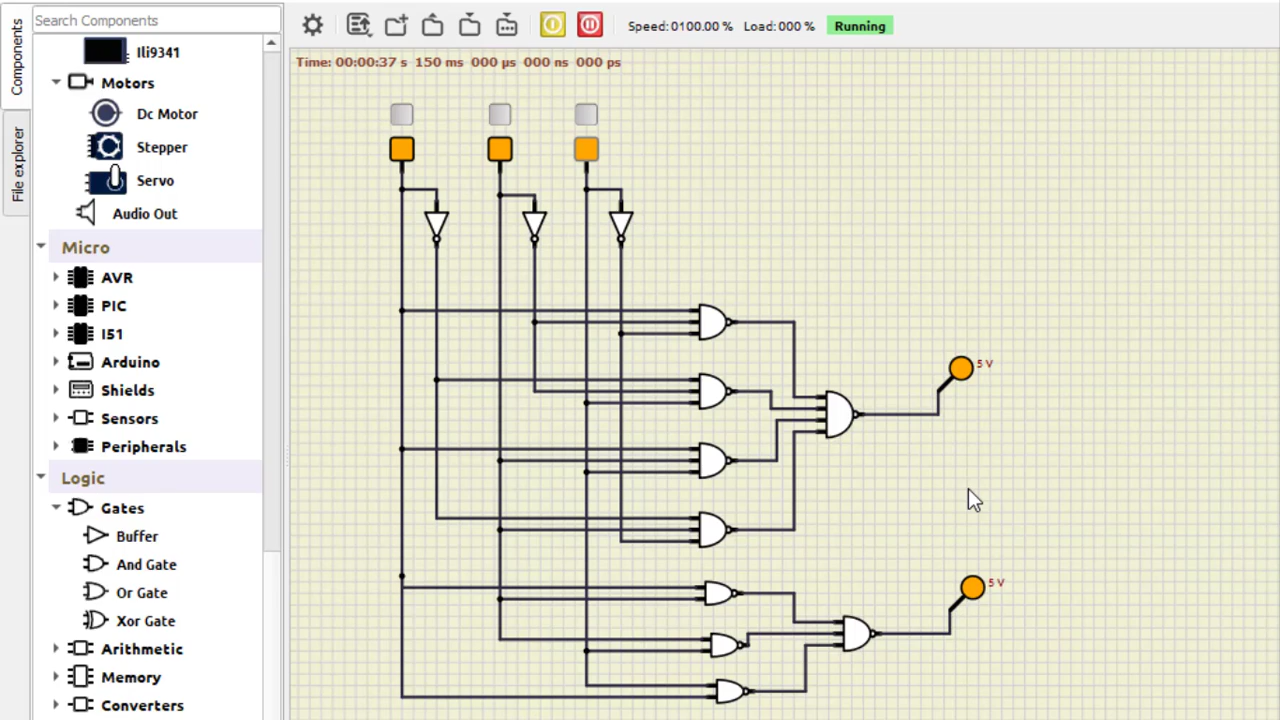 Components
File explorer
Search Components
Ili9341
Motors
Dc Motor
Stepper
Servo
Audio Out
Micro
AVR
PIC
I51
Arduino
Shields
Sensors
Peripherals
Logic
Gates
Buffer
And Gate
Or Gate
Xor Gate
Arithmetic
Memory
Converters
Speed:0100.00 % Load:000 % Running
Time: 00:00:37 s 150 ms 000 µs 000 ns 000 ps
5 V
5 V